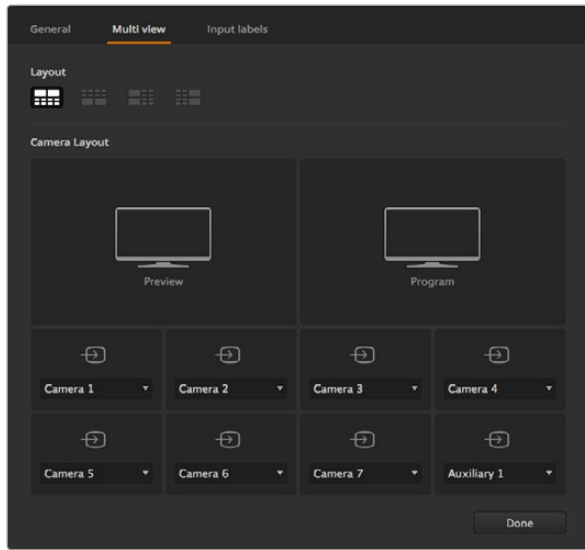 General Multi view Input labels
Layout
Camera Layout
Preview Program
Camera 1 Camera 2 Camera 3 Camera 4
Camera 5 Camera 6 Camera 7 Auxiliary 1
Done